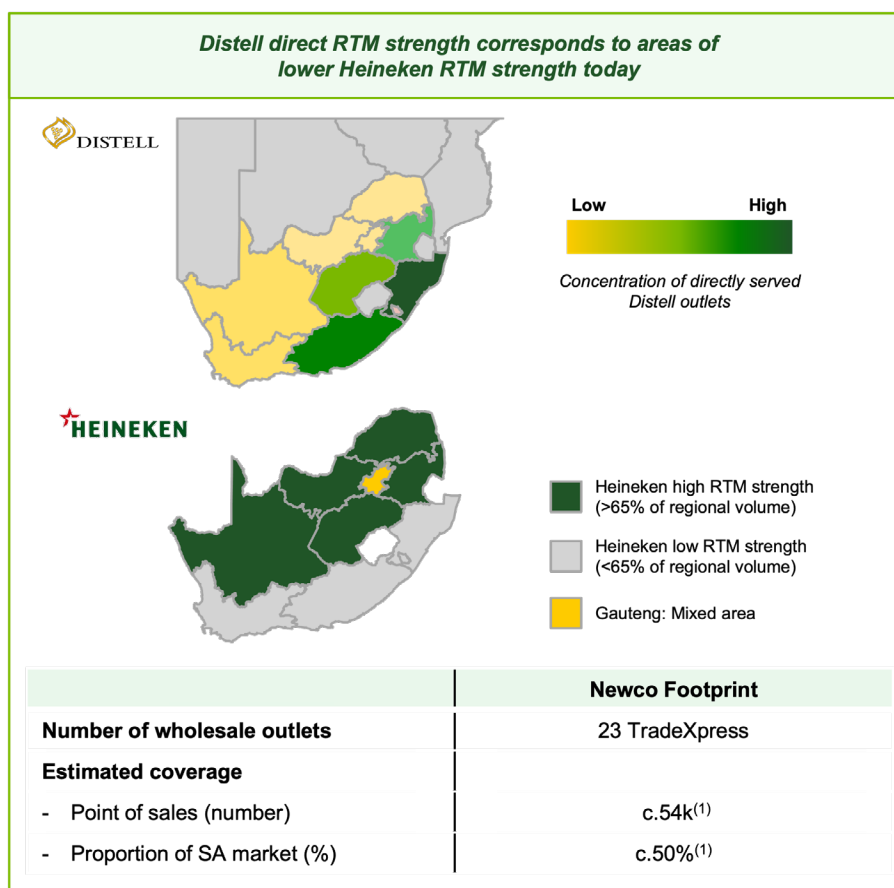 Distell direct RTM strength corresponds to areas of
lower Heineken RTM strength today
DISTELL
Low High
Concentration of directly served
Distell outlets
HEINEKEN
Heineken high RTM strength
(>65% of regional volume)
Heineken low RTM strength
(<65% of regional volume)
Gauteng: Mixed area
Newco Footprint
Number of wholesale outlets 23 TradeXpress
Estimated coverage
- Point of sales (number) c.54k(1)
- Proportion of SA market (%) c.50%(1)